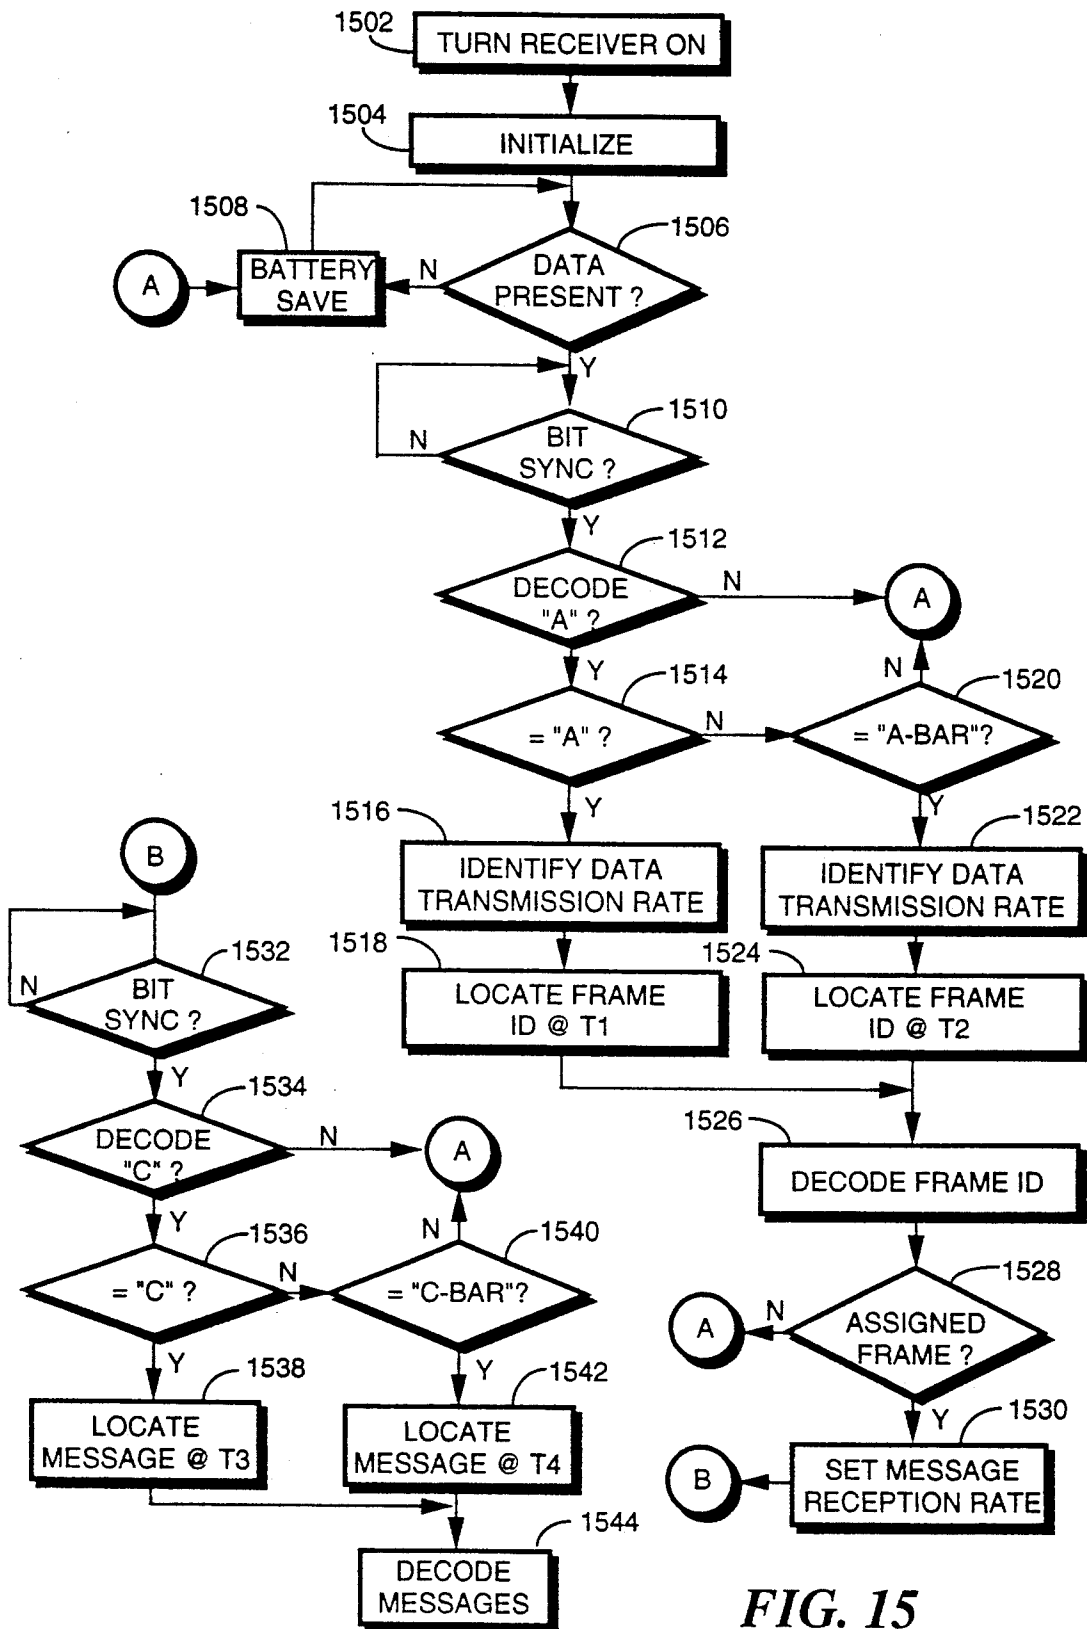 1502
TURN RECEIVER ON
1504
INITIALIZE
1508
1506
A
BATTERY
SAVE
N
DATA
PRESENT ?
Y
1510
N
BIT
SYNC ?
Y
1512
DECODE
"A" ?
N
A
Y
1514
N
1520
= "A" ?
N
= "A-BAR"?
Y
Y
1516
1522
IDENTIFY DATA
TRANSMISSION RATE
IDENTIFY DATA
TRANSMISSION RATE
1518
1524
LOCATE FRAME
ID @ T1
LOCATE FRAME
ID @ T2
1526
DECODE FRAME ID
1528
ASSIGNED
FRAME ?
N
A
Y
1530
SET MESSAGE
RECEPTION RATE
B
B
1532
N
BIT
SYNC ?
Y
1534
DECODE
"C" ?
N
A
Y
1536
N
1540
= "C" ?
N
= "C-BAR"?
Y
Y
1538
1542
LOCATE
MESSAGE @ T3
LOCATE
MESSAGE @ T4
1544
DECODE
MESSAGES
FIG. 15